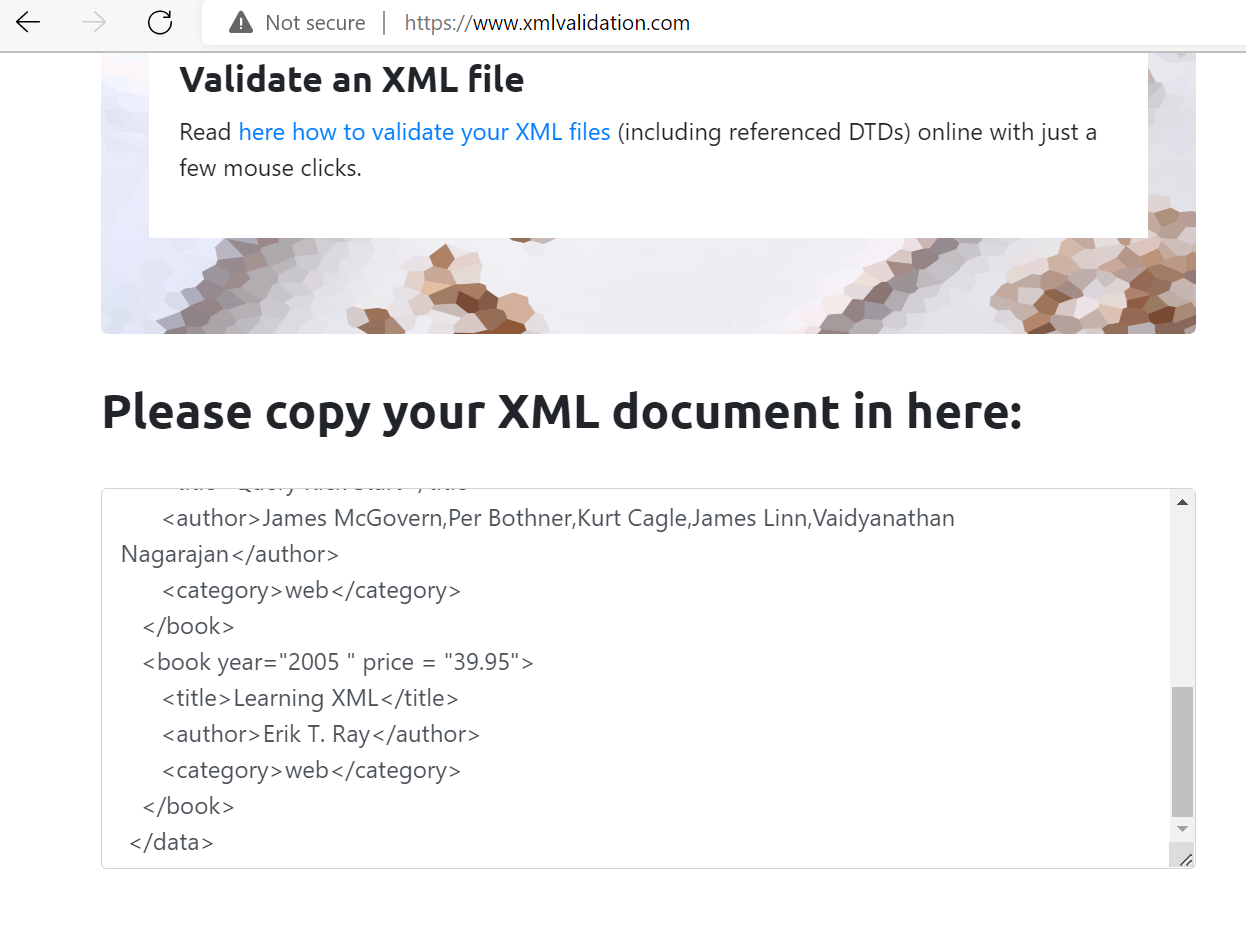 Not secure | https://www.xmlvalidation.com
Validate an XML file
Read here how to validate your XML files (including referenced DTDs) online with just a
few mouse clicks.
Please copy your XML document in here:
<author>James McGovern,Per Bothner,Kurt Cagle,James Linn,Vaidyanathan
Nagarajan</author>
<category>web</category>
</book>
<book year="2005 " price = "39.95">
<title>Learning XML</title>
<author>Erik T. Ray</author>
<category>web</category>
</book>
</data>